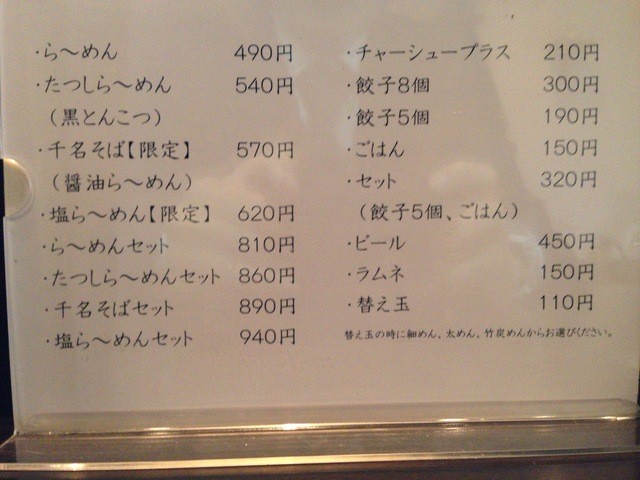 ・ら～めん 490円
・たつしら～めん 540円
（黒とんこつ）
・千名そば【限定】 570円
（醤油ら～めん）
・塩ら～めん【限定】 620円
・ら～めんセット 810円
・たつしら～めんセット 860円
・千名そばセット 890円
・塩ら～めんセット 940円
・チャーシュープラス 210円
・餃子8個 300円
・餃子5個 190円
・ごはん 150円
・セット 320円
（餃子5個、ごはん）
・ビール 450円
・ラムネ 150円
・替え玉 110円
替え玉の時に細めん、太めん、竹炭めんからお選びください。